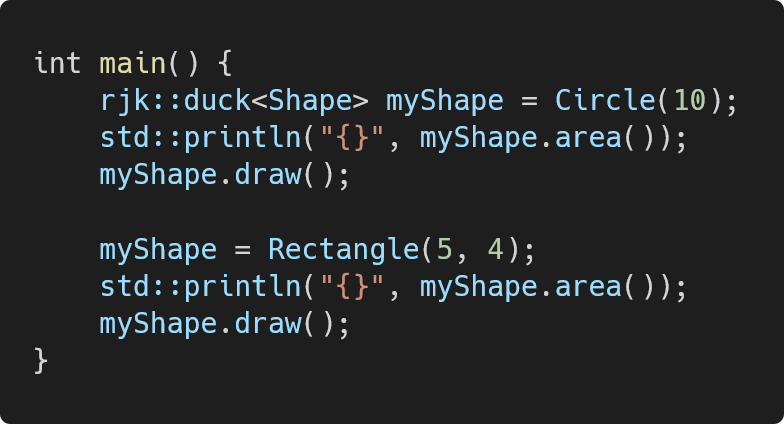 int main() {
    rjk::duck<Shape> myShape = Circle(10);
    std::println("{}", myShape.area());
    myShape.draw();

    myShape = Rectangle(5, 4);
    std::println("{}", myShape.area());
    myShape.draw();
}